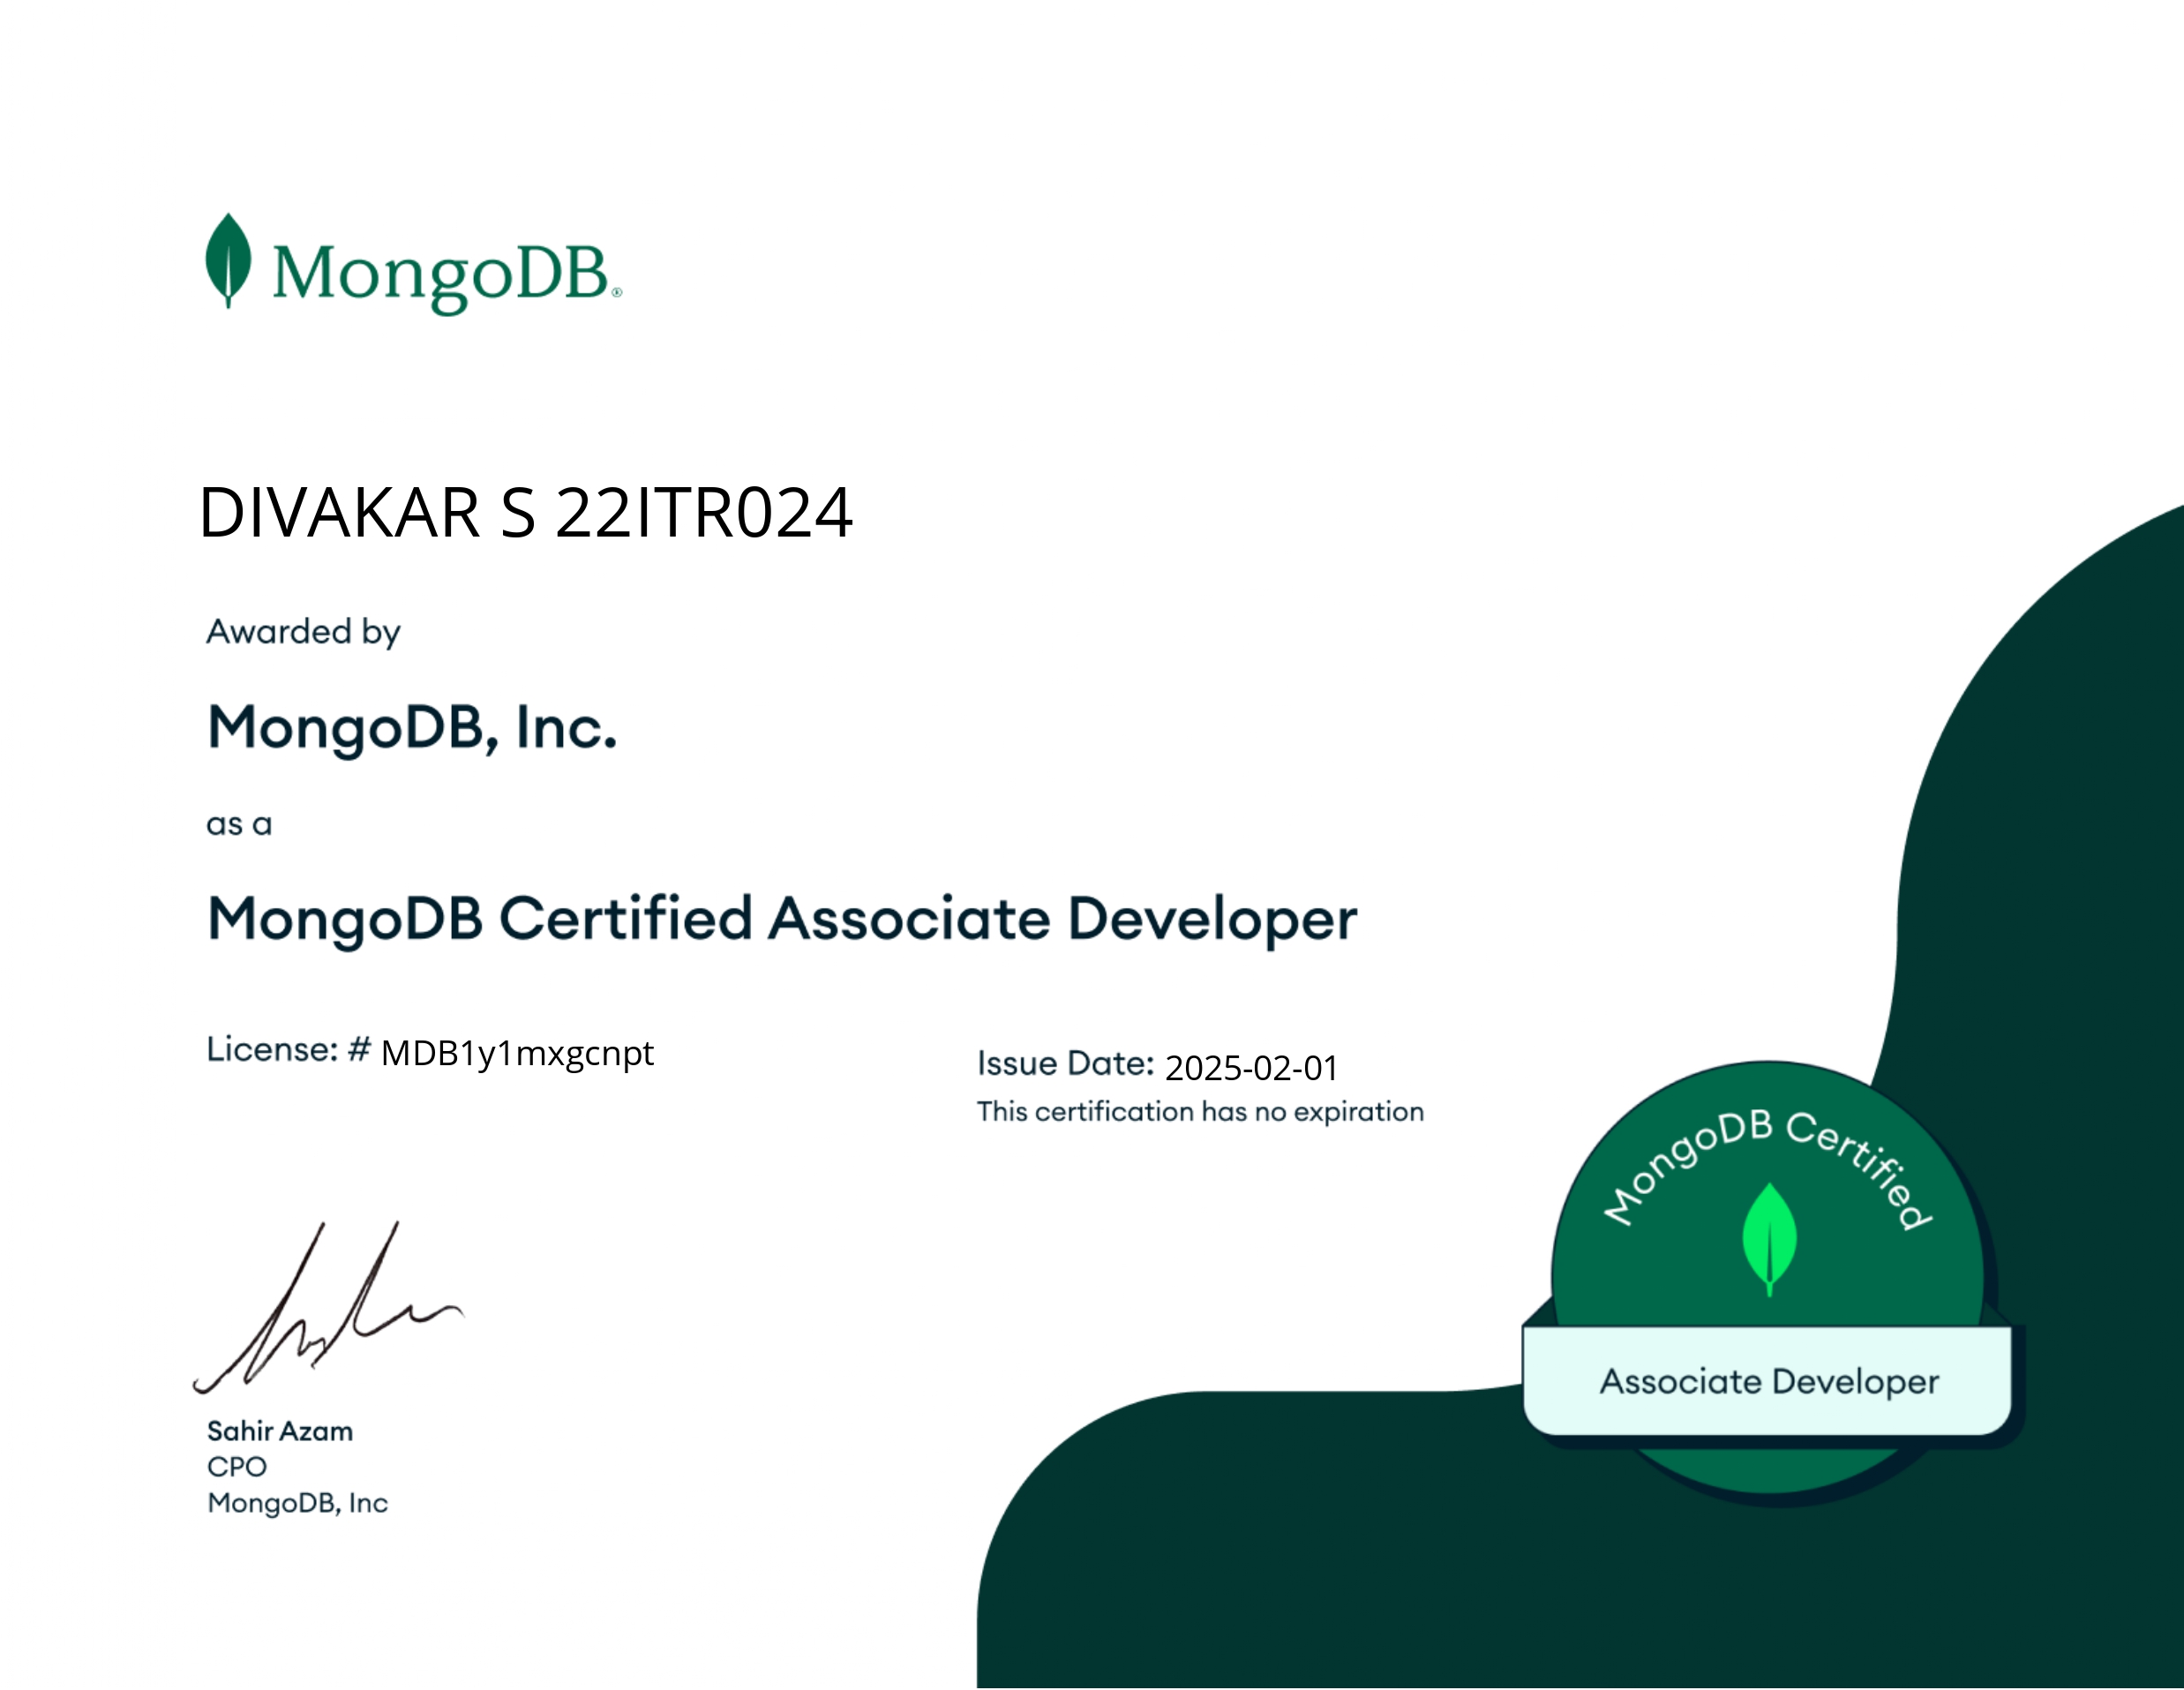 MongoDB®
DIVAKAR S 22ITR024
Awarded by
MongoDB, Inc.
as a
MongoDB Certified Associate Developer
License: # MDB1y1mxgcnpt
Issue Date: 2025-02-01
This certification has no expiration
MongoDB Certified
Associate Developer
Sahir Azam
CPO
MongoDB, Inc